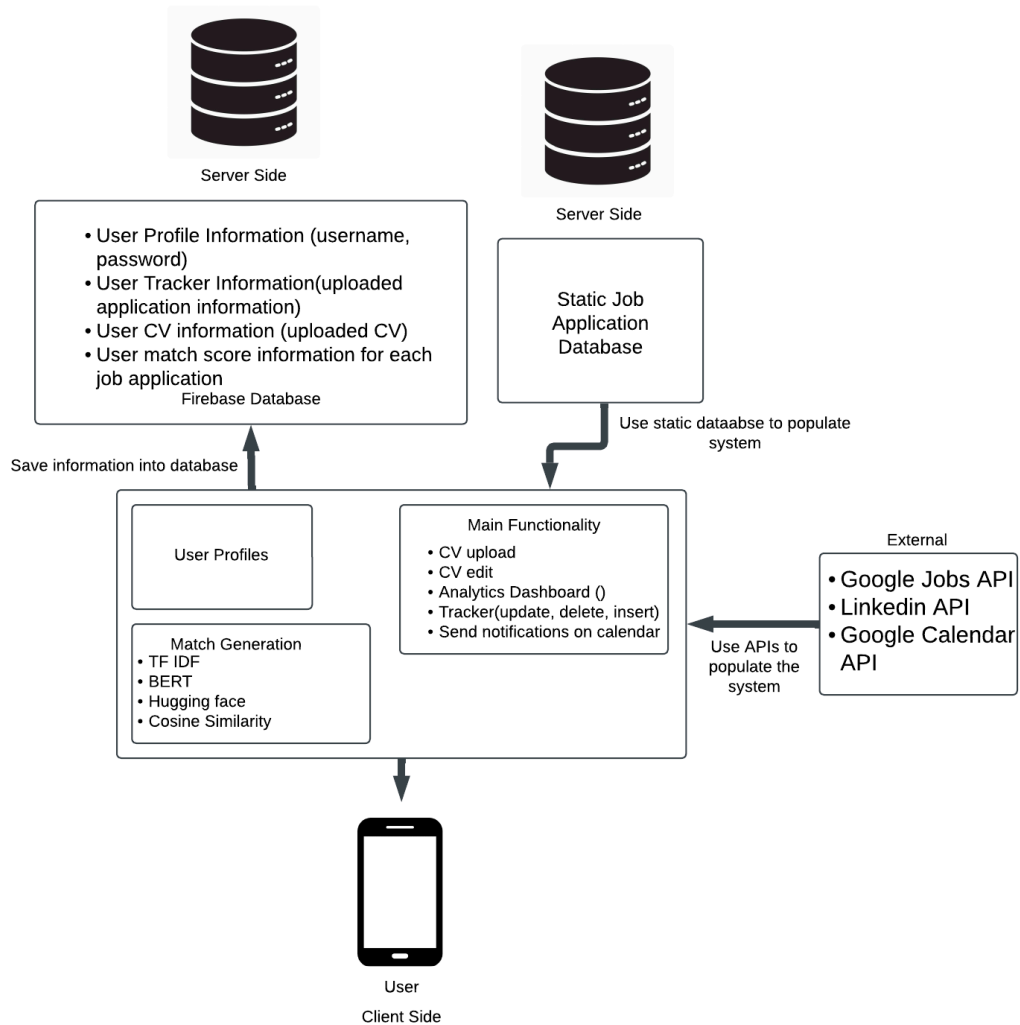 Server Side
• User Profile Information (username,
password)
• User Tracker Information(uploaded
application information)
• User CV information (uploaded CV)
• User match score information for each
job application
Firebase Database
Server Side
Static Job
Application
Database
Use static dataabse to populate
system
Save information into database
User Profiles
Main Functionality
• CV upload
• CV edit
• Analytics Dashboard ()
• Tracker(update, delete, insert)
• Send notifications on calendar
Match Generation
• TF IDF
• BERT
• Hugging face
• Cosine Similarity
External
• Google Jobs API
• Linkedin API
• Google Calendar
API
Use APIs to
populate the
system
User
Client Side